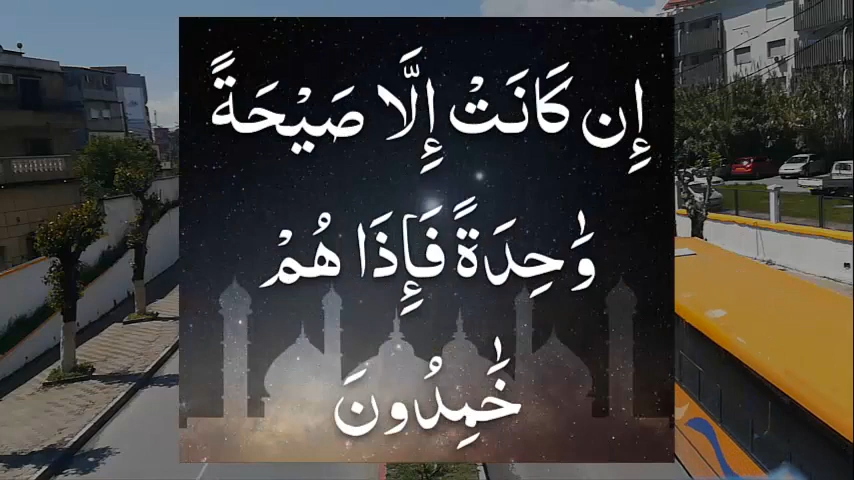 إِن كَانَتْ إِلَّا صَيْحَةً
وَٰحِدَةً فَإِذَا هُمْ
خَٰمِدُونَ